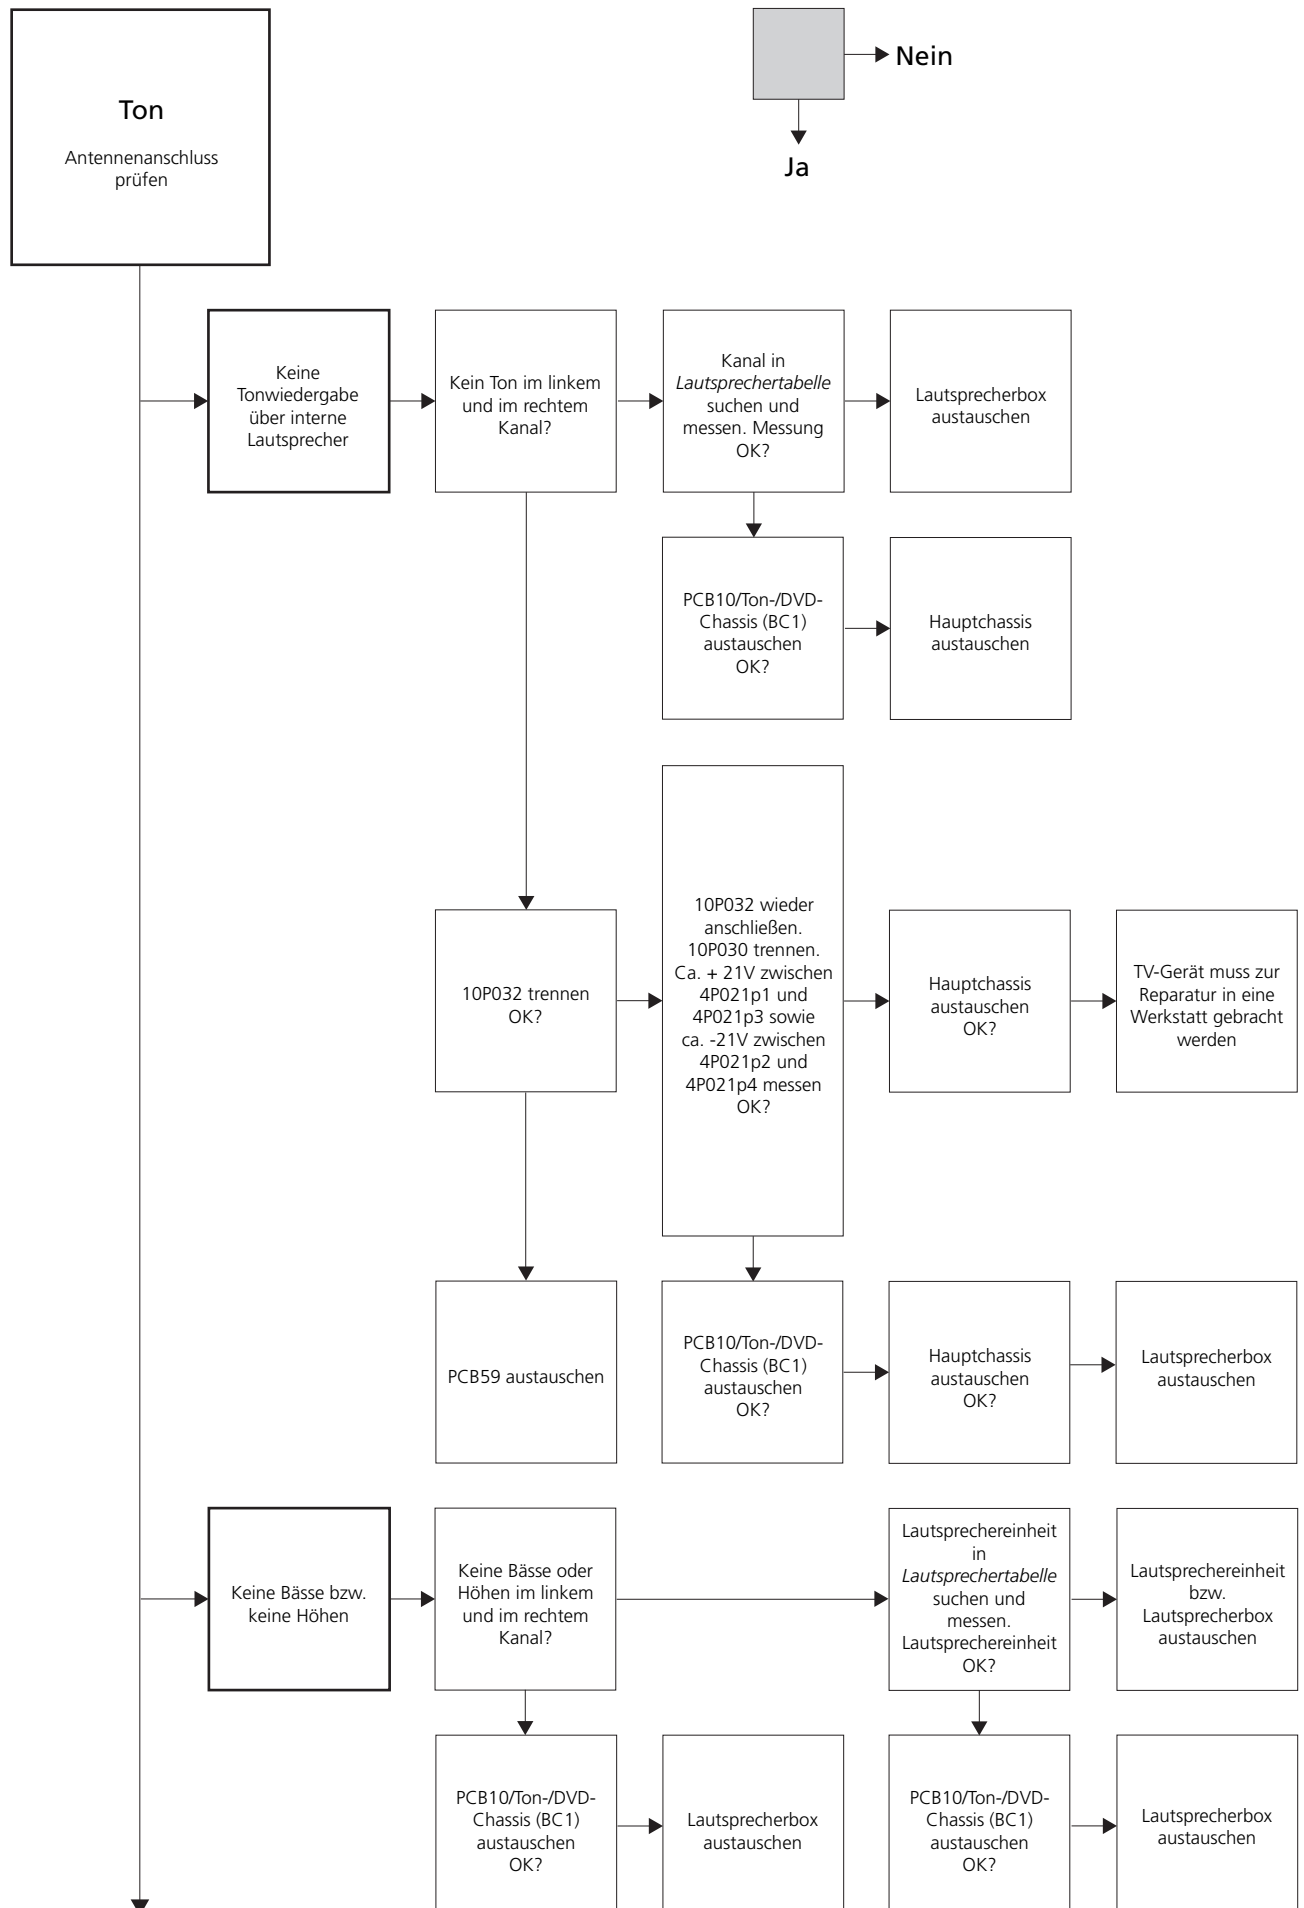 Ton
Antennenanschluss
prüfen
Nein
Ja
Keine
Tonwiedergabe
über interne
Lautsprecher
Kein Ton im linkem
und im rechtem
Kanal?
Kanal in
Lautsprechertabelle
suchen und
messen. Messung
OK?
Lautsprecherbox
austauschen
PCB10/Ton-/DVD-
Chassis (BC1)
austauschen
OK?
Hauptchassis
austauschen
10P032 trennen
OK?
10P032 wieder
anschließen.
10P030 trennen.
Ca. + 21V zwischen
4P021p1 und
4P021p3 sowie
ca. -21V zwischen
4P021p2 und
4P021p4 messen
OK?
Hauptchassis
austauschen
OK?
TV-Gerät muss zur
Reparatur in eine
Werkstatt gebracht
werden
PCB59 austauschen
PCB10/Ton-/DVD-
Chassis (BC1)
austauschen
OK?
Hauptchassis
austauschen
OK?
Lautsprecherbox
austauschen
Keine Bässe bzw.
keine Höhen
Keine Bässe oder
Höhen im linkem
und im rechtem
Kanal?
Lautsprechereinheit
in
Lautsprechertabelle
suchen und
messen.
Lautsprechereinheit
OK?
Lautsprechereinheit
bzw.
Lautsprecherbox
austauschen
PCB10/Ton-/DVD-
Chassis (BC1)
austauschen
OK?
Lautsprecherbox
austauschen
PCB10/Ton-/DVD-
Chassis (BC1)
austauschen
OK?
Lautsprecherbox
austauschen